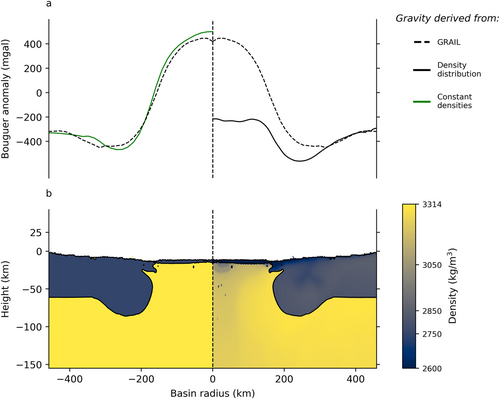 a
Gravity derived from:
GRAIL
Density
distribution
Constant
densities
Bouguer anomaly (mgal)
400
200
0
−200
−400
b
Height (km)
25
0
−50
−100
−150
−400
−200
0
200
400
Basin radius (km)
3314
3050
2850
2750
2600
Density (kg/m³)